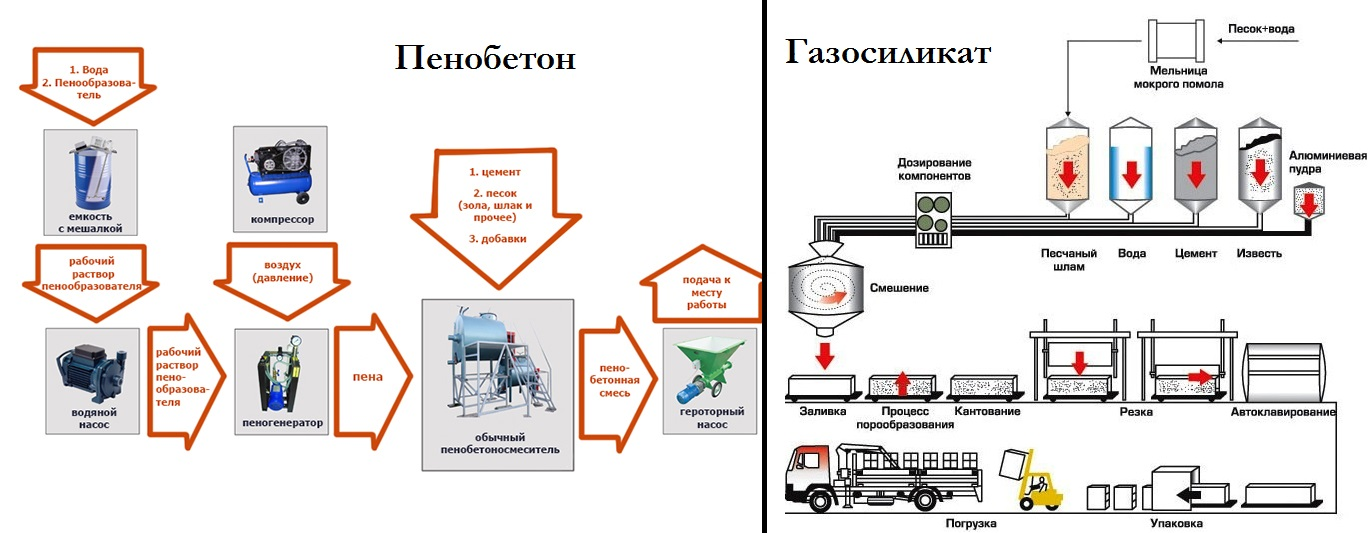 Пенобетон
1. Вода
2. Пенообразова-
тель
емкость
с мешалкой
компрессор
1. цемент
2. песок
(зола, шлак и
прочее)
3. добавки
рабочий
раствор
пенообразователя
воздух
(давление)
подача к
месту
работы
водяной
насос
рабочий
раствор
пено-
образова-
теля
пеногенератор
пена
обычный
пенобетоносмеситель
пено-
бетонная
смесь
героторный
насос
Газосиликат
Песок+вода
Мельница
мокрого помола
Дозирование
компонентов
Алюминиевая
пудра
Песчаный
шлам
Вода
Цемент
Известь
Смешение
Заливка
Процесс
порообразования
Кантование
Резка
Автоклавирование
Погрузка
Упаковка